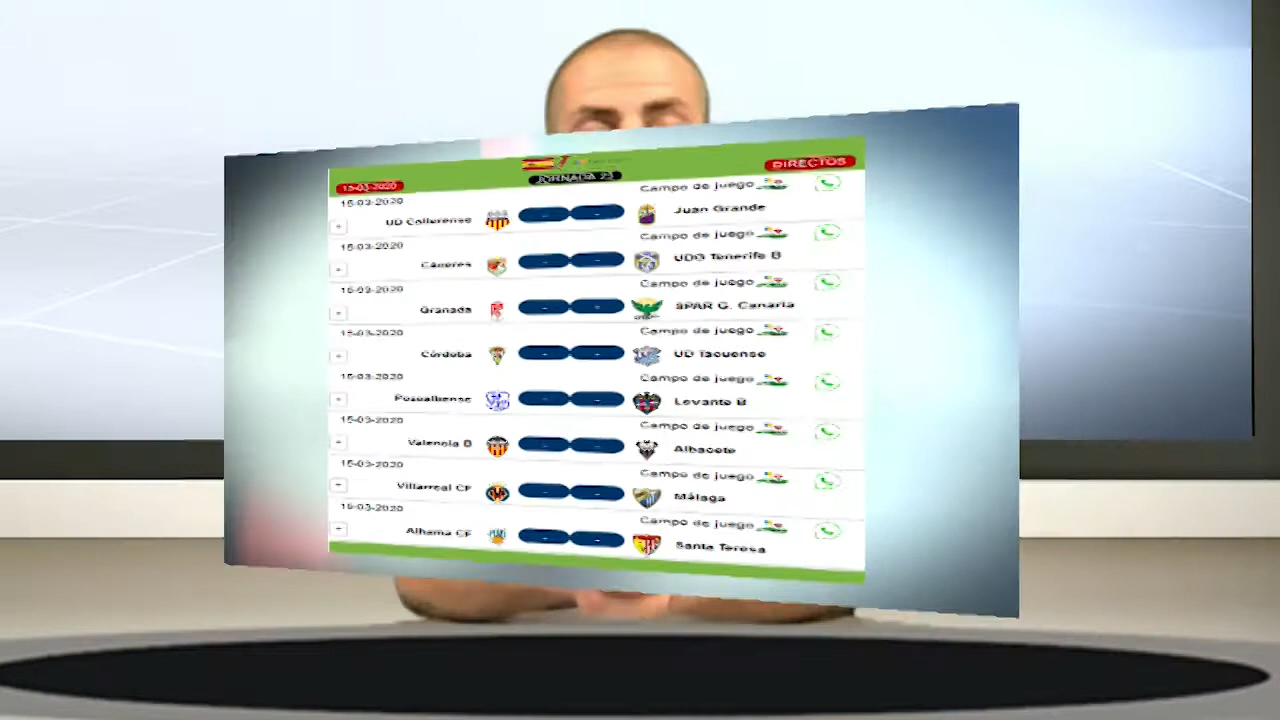 15-03-2020
JORNADA 23
DIRECTOS
15-03-2020
Campo de juego
UD Collerense - - Juan Grande
15-03-2020
Campo de juego
Cáceres - - UDG Tenerife B
15-03-2020
Campo de juego
Granada - - SPAR G. Canaria
15-03-2020
Campo de juego
Córdoba - - UD Tacuense
15-03-2020
Campo de juego
Pozoalbense - - Levante B
15-03-2020
Campo de juego
Valencia B - - Albacete
15-03-2020
Campo de juego
Villarreal CF - - Málaga
15-03-2020
Campo de juego
Alhama CF - - Santa Teresa